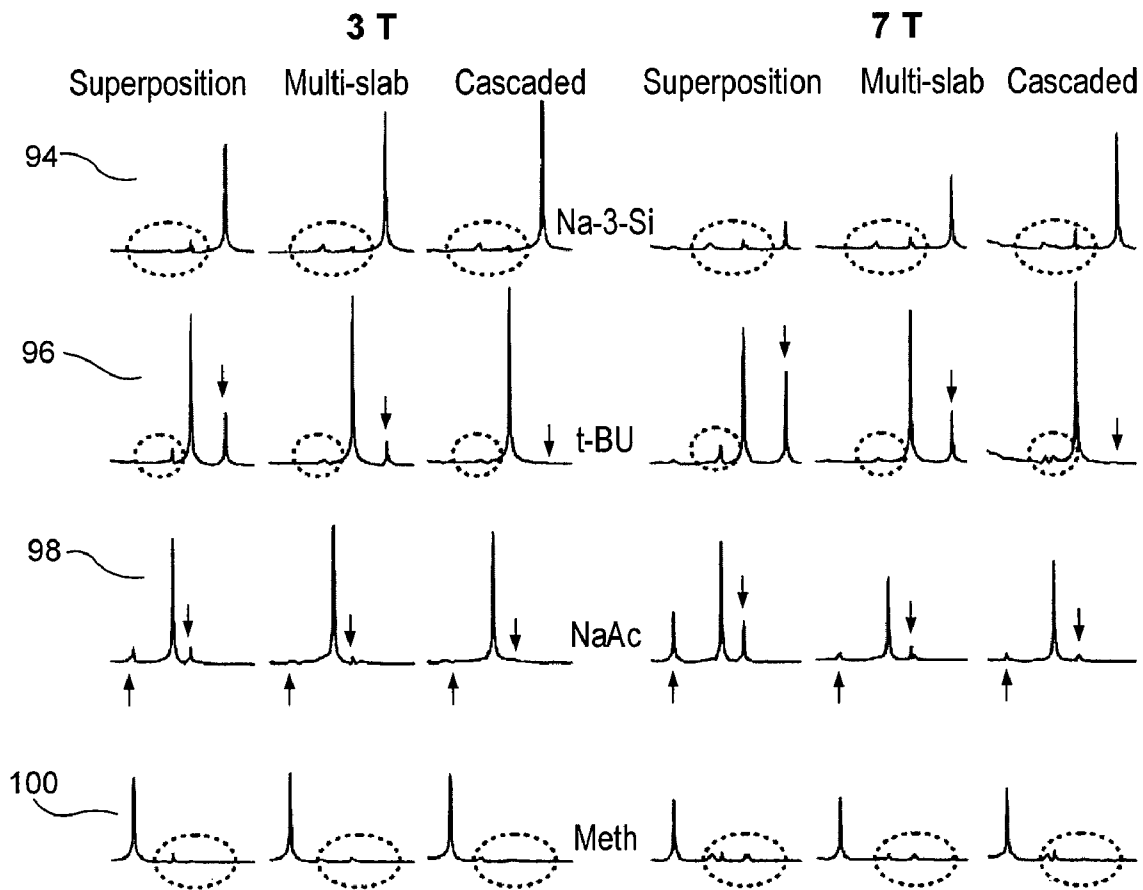 3 T 7 T
Superposition Multi-slab Cascaded Superposition Multi-slab Cascaded
94
Na-3-Si
96
t-BU
98
NaAc
100
Meth